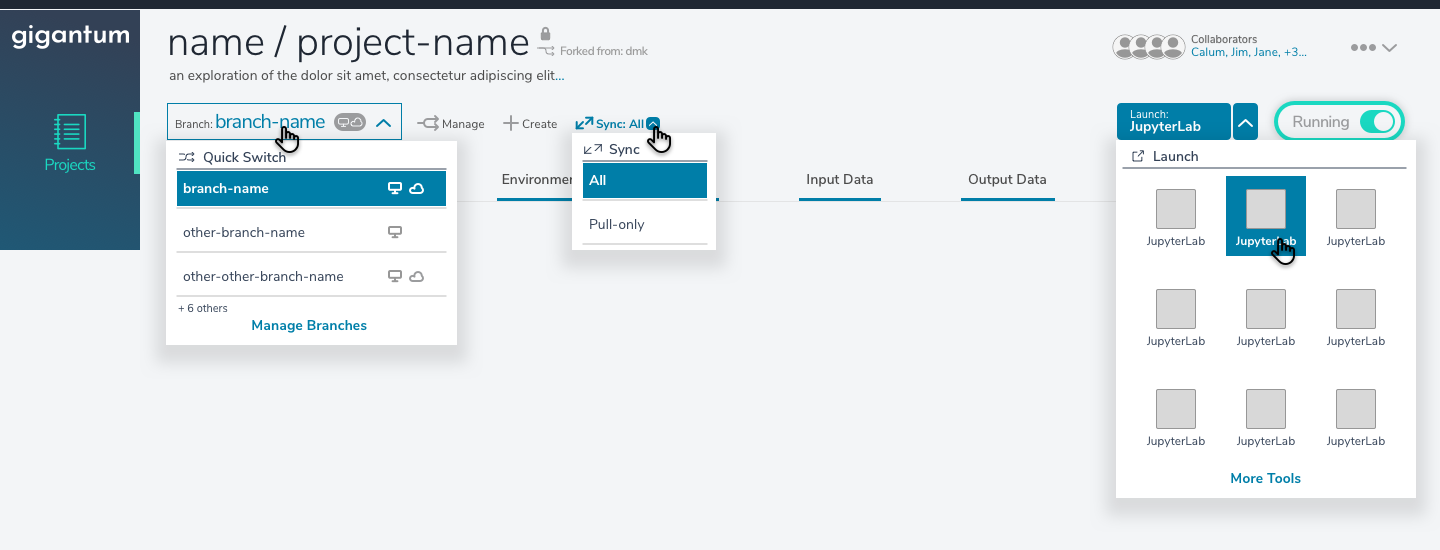 gigantum
Projects
name / project-name
Forked from: dmk
an exploration of the dolor sit amet, consectetur adipiscing elit...
Collaborators
Calum, Jim, Jane, +3...
Branch: branch-name
Manage
Create
Sync: All
Launch:
JupyterLab
Running
Quick Switch
branch-name
other-branch-name
other-other-branch-name
+ 6 others
Manage Branches
Sync
All
Pull-only
Input Data
Output Data
Launch
JupyterLab JupyterLab JupyterLab
JupyterLab JupyterLab JupyterLab
JupyterLab JupyterLab JupyterLab
More Tools